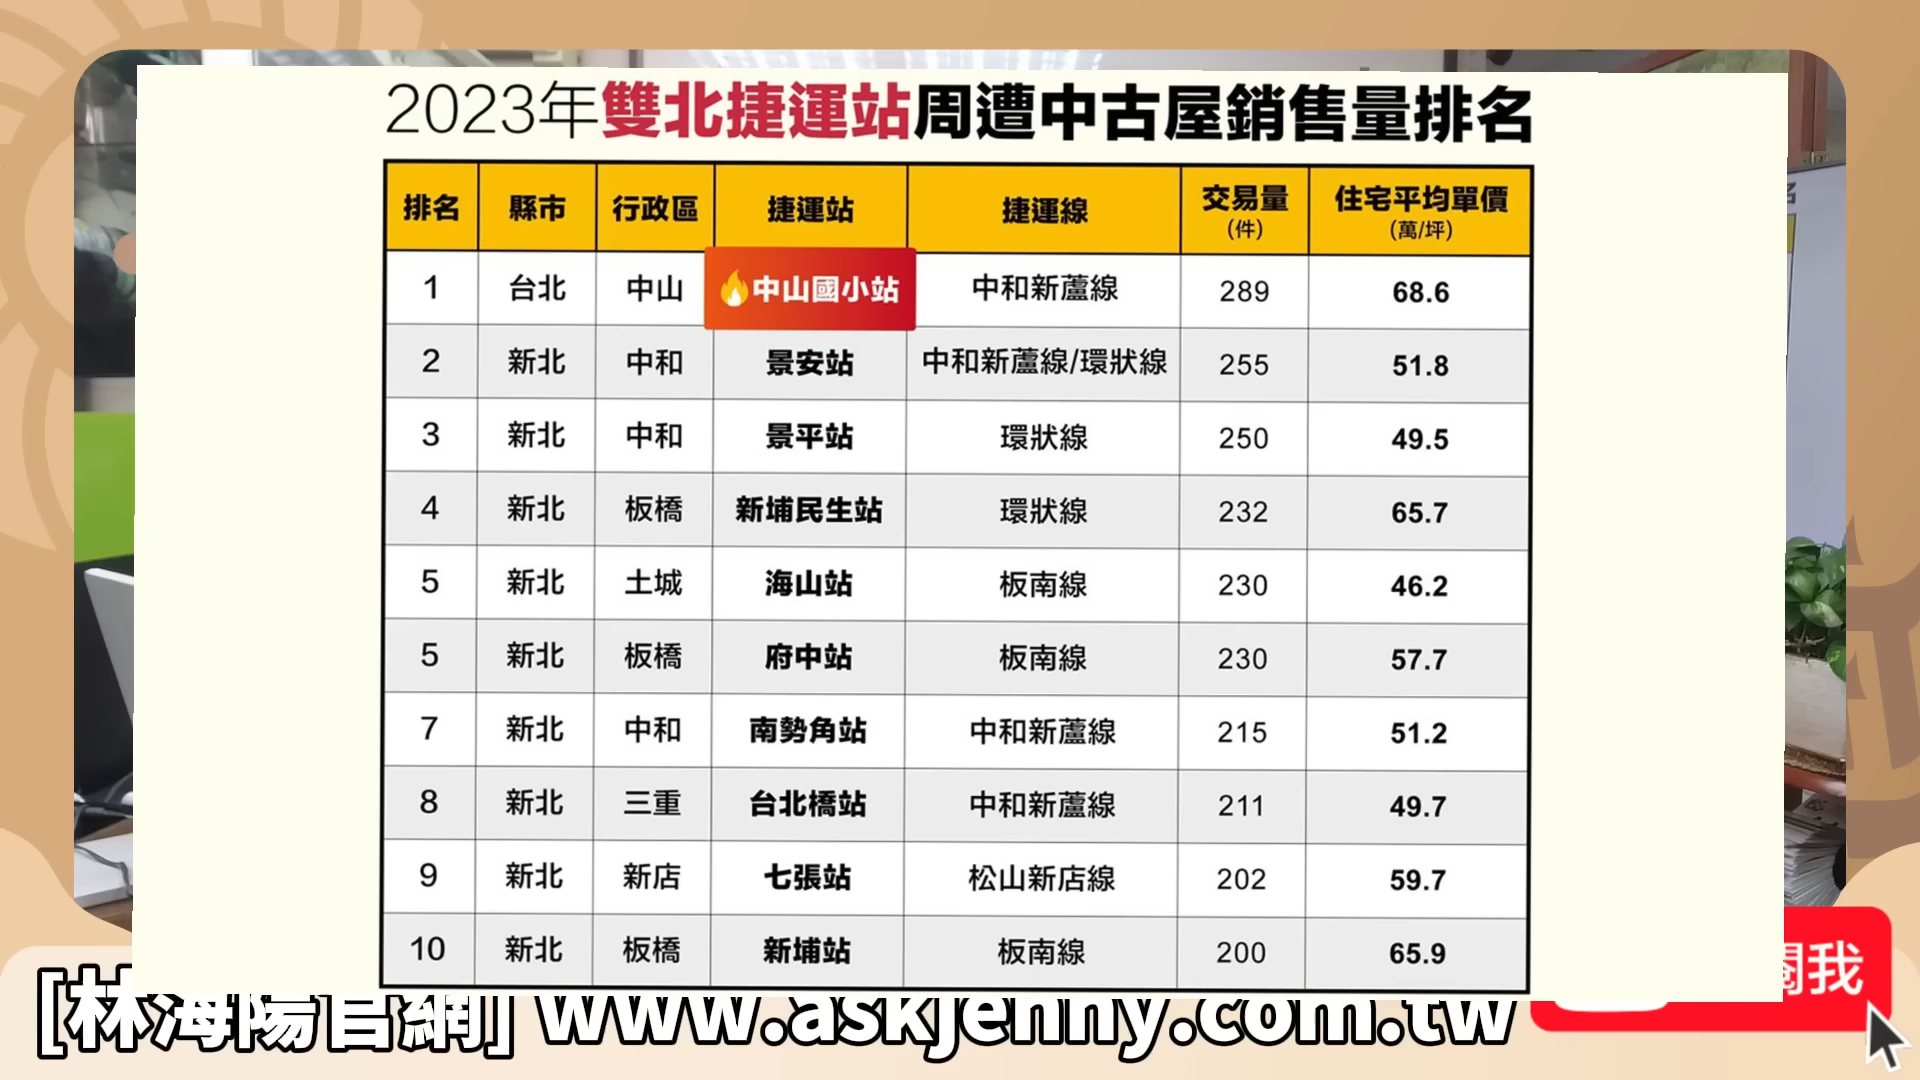 2023年雙北捷運站周遭中古屋銷售量排名
排名 縣市 行政區 捷運站 捷運線 交易量(件) 住宅平均單價(萬/坪)
1 台北 中山 中山國小站 中和新蘆線 289 68.6
2 新北 中和 景安站 中和新蘆線/環狀線 255 51.8
3 新北 中和 景平站 環狀線 250 49.5
4 新北 板橋 新埔民生站 環狀線 232 65.7
5 新北 土城 海山站 板南線 230 46.2
5 新北 板橋 府中站 板南線 230 57.7
7 新北 中和 南勢角站 中和新蘆線 215 51.2
8 新北 三重 台北橋站 中和新蘆線 211 49.7
9 新北 新店 七張站 松山新店線 202 59.7
10 新北 板橋 新埔站 板南線 200 65.9
[林海陽官網] www.askjenny.com.tw
閱我